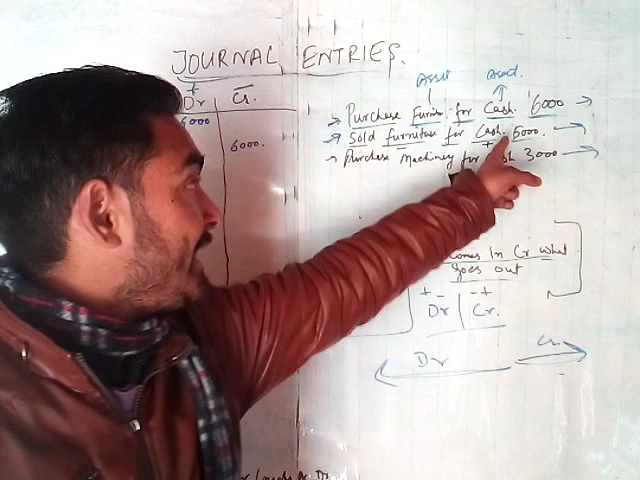 JOURNAL ENTRIES.
+ -
Dr Cr.
6000
6000.
Asset Asset
→ Purchase Furni. for Cash 6000 →
→ Sold furniture for Cash. 5000. →
- +
→ Purchase Machinery for Cash 3000 →
comes In Cr what
Goes out
+ - - +
Dr Cr.
Dr Cr